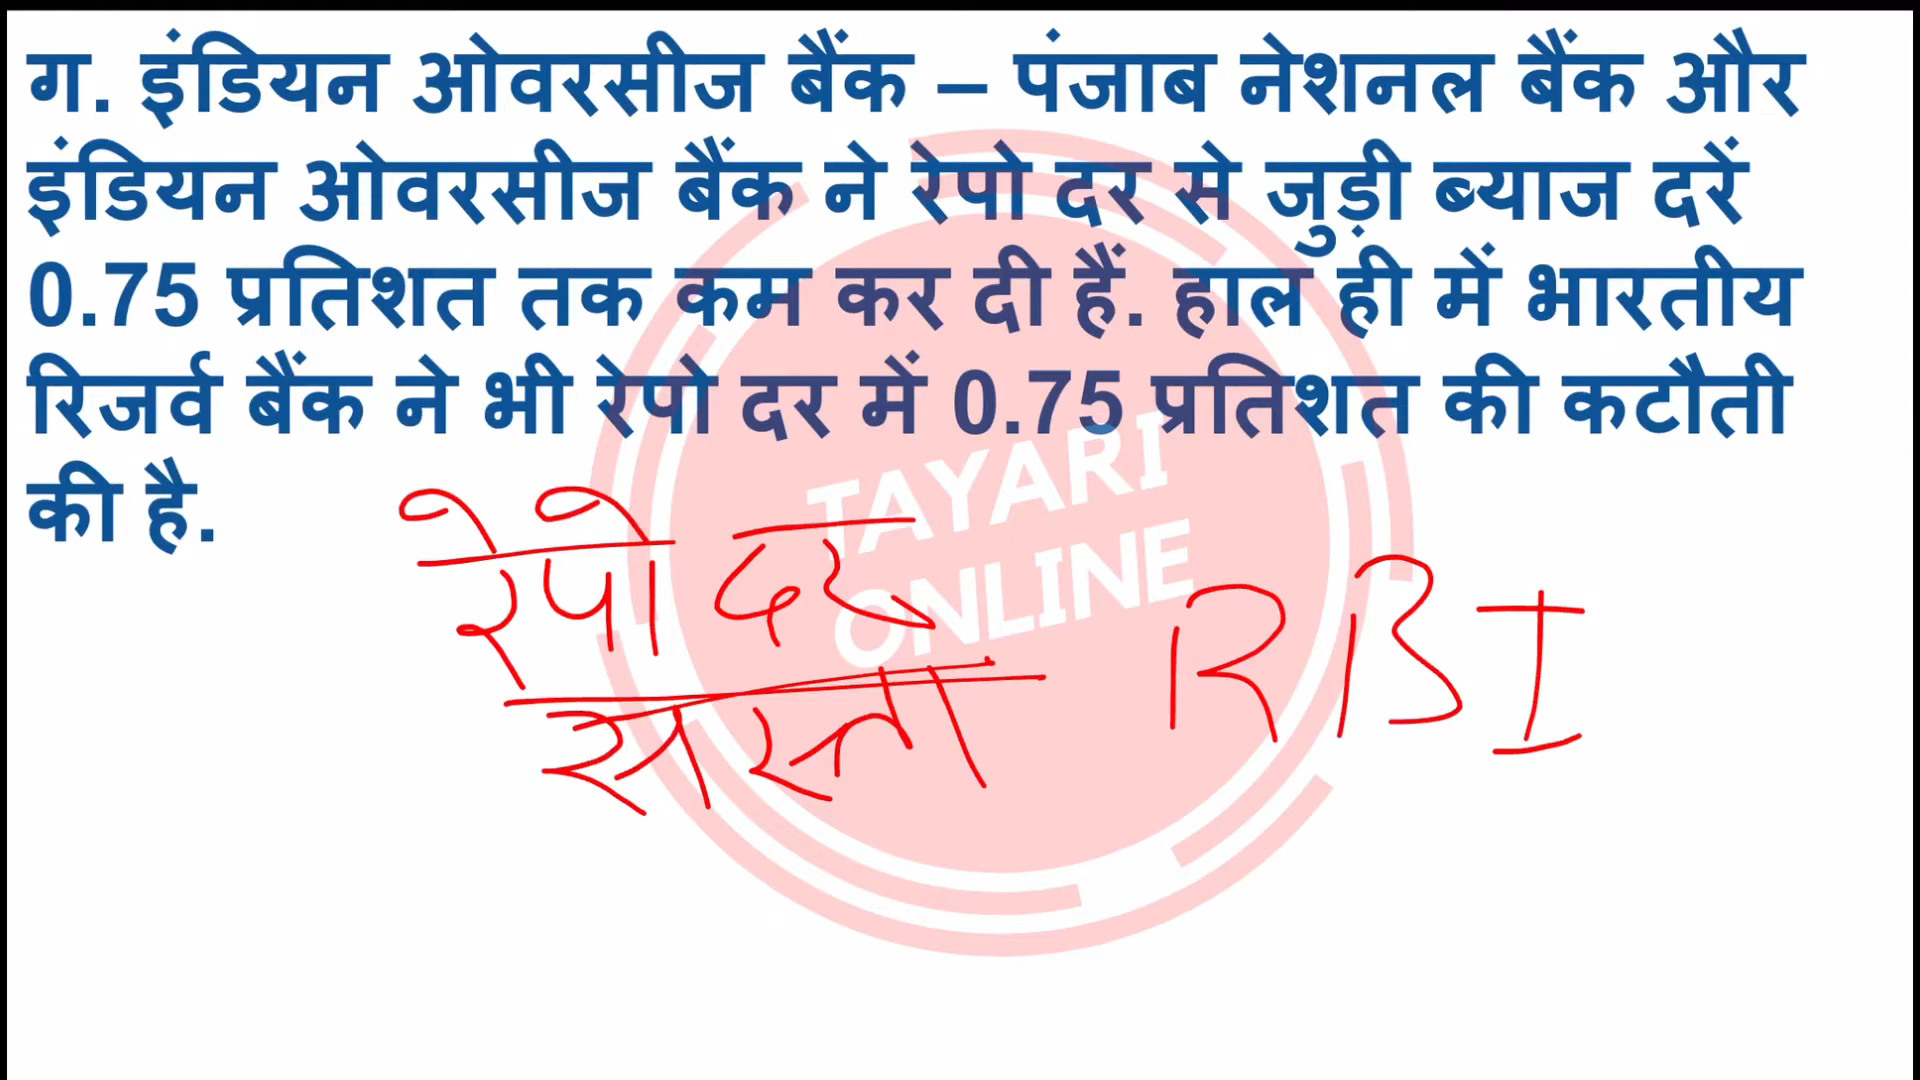 ग. इंडियन ओवरसीज बैंक – पंजाब नेशनल बैंक और
इंडियन ओवरसीज बैंक ने रेपो दर से जुड़ी ब्याज दरें
0.75 प्रतिशत तक कम कर दी हैं. हाल ही में भारतीय
रिजर्व बैंक ने भी रेपो दर में 0.75 प्रतिशत की कटौती
की है.
TAYARI
ONLINE
रेपो दर
RBI
सस्ता